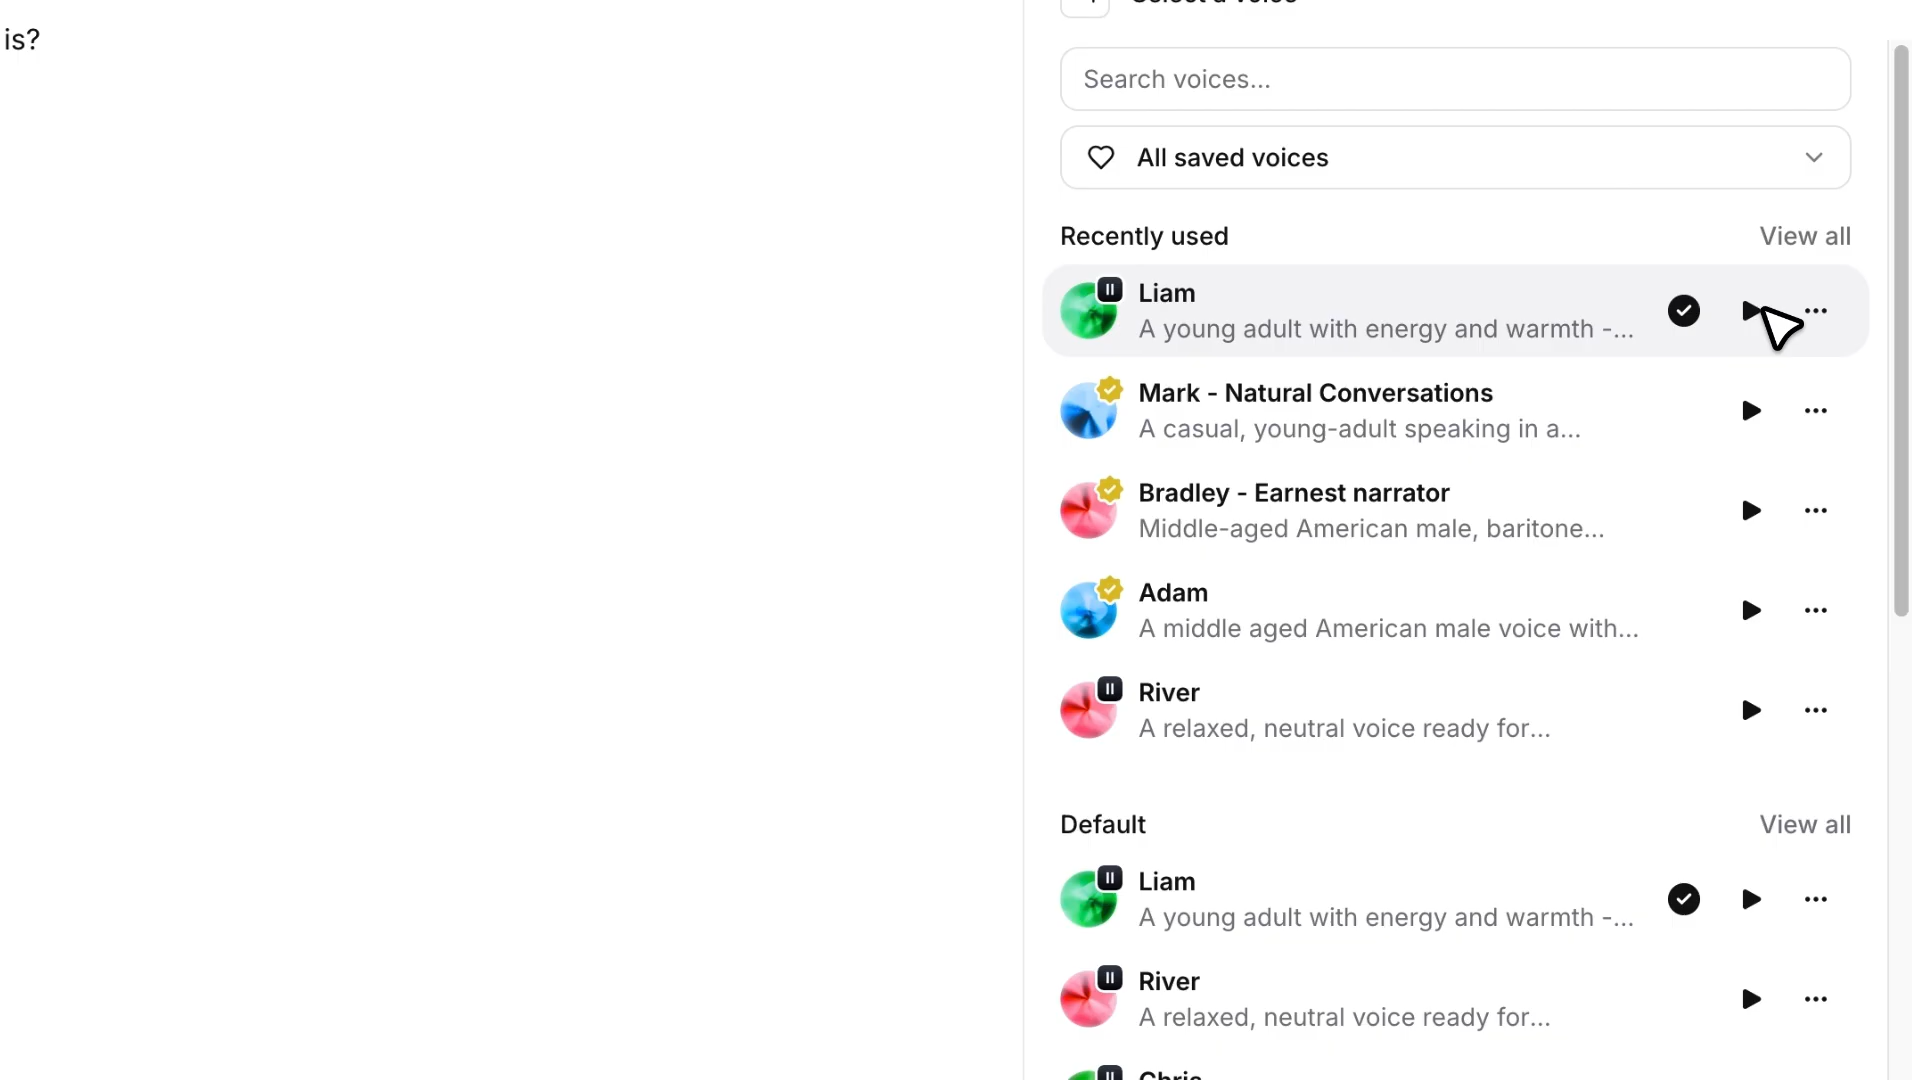 is?
Select a voice
Search voices...
All saved voices
Recently used
View all
Liam
A young adult with energy and warmth -...
Mark - Natural Conversations
A casual, young-adult speaking in a...
Bradley - Earnest narrator
Middle-aged American male, baritone...
Adam
A middle aged American male voice with...
River
A relaxed, neutral voice ready for...
Default
View all
Liam
A young adult with energy and warmth -...
River
A relaxed, neutral voice ready for...
Chris